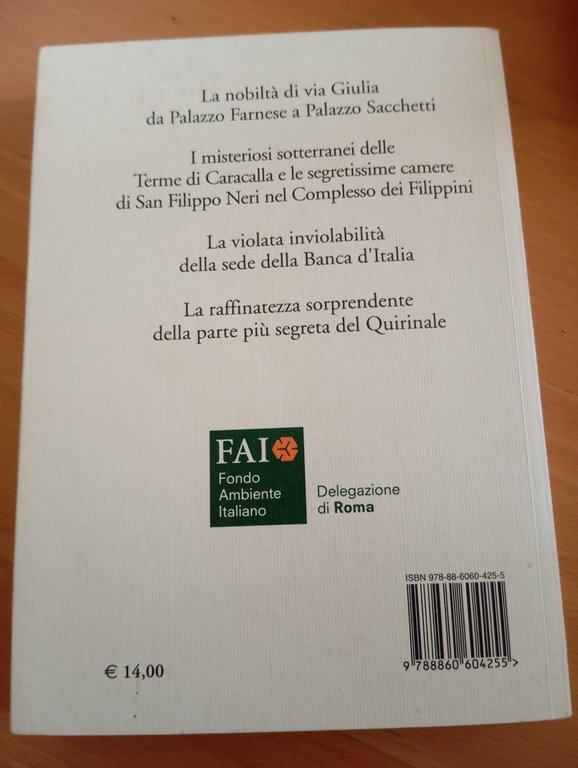 La nobiltà di via Giulia
da Palazzo Farnese a Palazzo Sacchetti
I misteriosi sotterranei delle
Terme di Caracalla e le segretissime camere
di San Filippo Neri nel Complesso dei Filippini
La violata inviolabilità
della sede della Banca d'Italia
La raffinatezza sorprendente
della parte più segreta del Quirinale
FAI
Fondo
Ambiente
Italiano
Delegazione
di Roma
ISBN 978-88-6060-425-5
9 788860 604255 >
€ 14,00